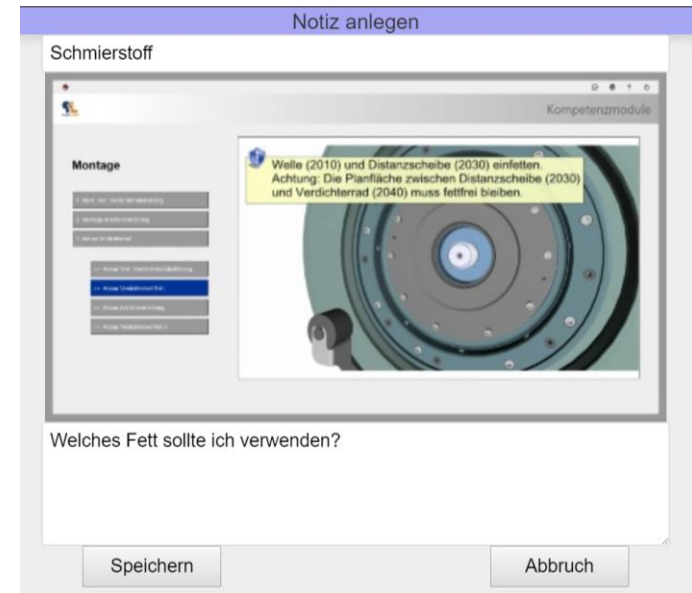 Notiz anlegen
Schmierstoff
Kompetenzmodule
Montage
Welle (2010) und Distanzscheibe (2030) einfetten.
Achtung: Die Planfläche zwischen Distanzscheibe (2030)
und Verdichterrad (2040) muss fettfrei bleiben.
Welches Fett sollte ich verwenden?
Speichern
Abbruch